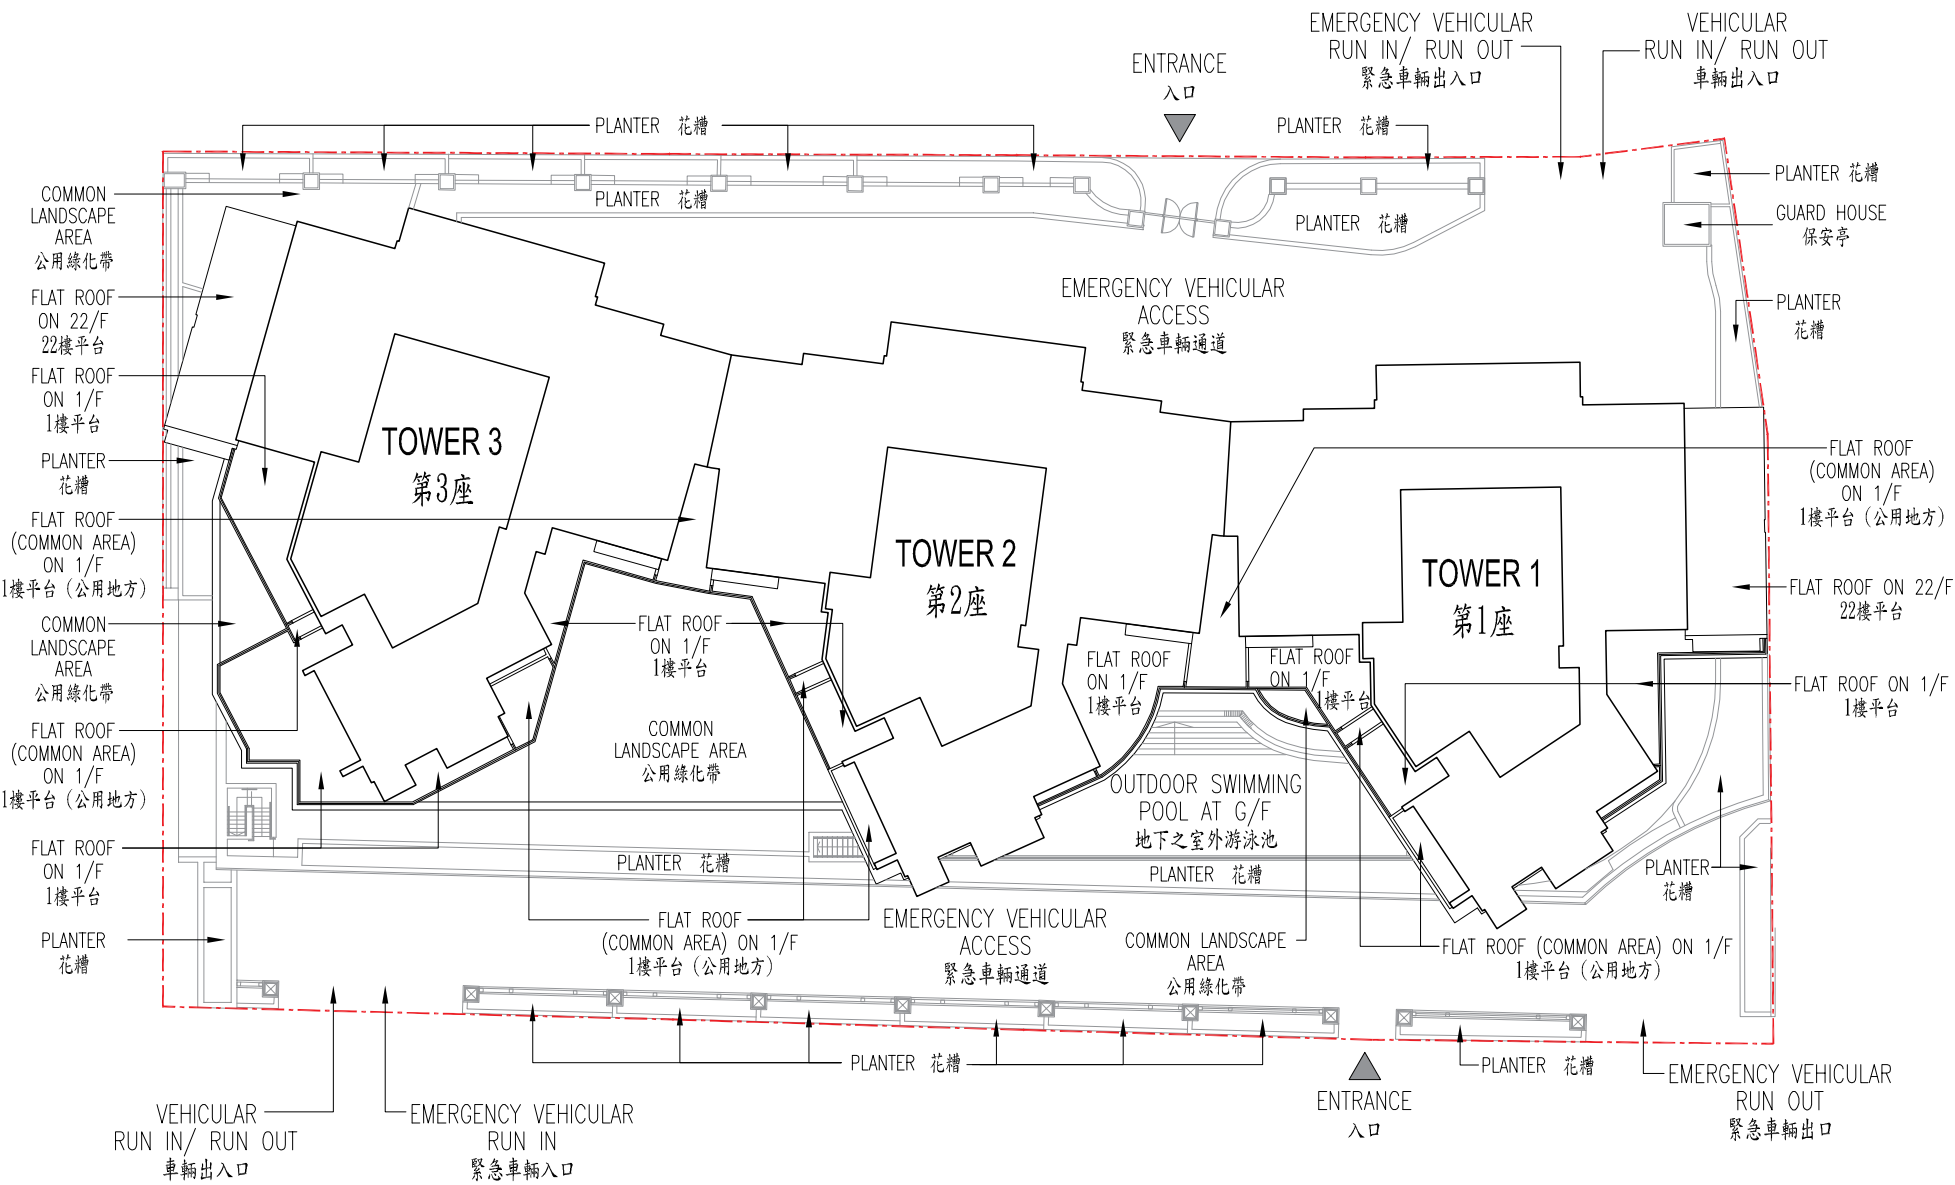 EMERGENCY VEHICULAR
RUN IN/ RUN OUT
緊急車輛出入口
VEHICULAR
RUN IN/ RUN OUT
車輛出入口
ENTRANCE
入口
PLANTER 花糟
PLANTER 花糟
COMMON
LANDSCAPE
AREA
公用綠化帶
PLANTER 花糟
PLANTER 花糟
PLANTER 花糟
GUARD HOUSE
保安亭
FLAT ROOF
ON 22/F
22樓平台
EMERGENCY VEHICULAR
ACCESS
緊急車輛通道
PLANTER
花糟
FLAT ROOF
ON 1/F
1樓平台
TOWER 3
第3座
PLANTER
花糟
FLAT ROOF
(COMMON AREA)
ON 1/F
1樓平台 (公用地方)
FLAT ROOF
(COMMON AREA)
ON 1/F
1樓平台 (公用地方)
TOWER 2
第2座
TOWER 1
第1座
FLAT ROOF ON 22/F
22樓平台
COMMON
LANDSCAPE
AREA
公用綠化帶
FLAT ROOF
ON 1/F
1樓平台
FLAT ROOF
ON 1/F
1樓平台
FLAT ROOF
ON 1/F
1樓平台
FLAT ROOF ON 1/F
1樓平台
FLAT ROOF
(COMMON AREA)
ON 1/F
1樓平台 (公用地方)
COMMON
LANDSCAPE AREA
公用綠化帶
OUTDOOR SWIMMING
POOL AT G/F
地下之室外游泳池
FLAT ROOF
ON 1/F
1樓平台
PLANTER 花糟
PLANTER 花糟
PLANTER
花糟
PLANTER
花糟
FLAT ROOF
(COMMON AREA) ON 1/F
1樓平台 (公用地方)
EMERGENCY VEHICULAR
ACCESS
緊急車輛通道
COMMON LANDSCAPE
AREA
公用綠化帶
FLAT ROOF (COMMON AREA) ON 1/F
1樓平台 (公用地方)
PLANTER 花糟
PLANTER 花糟
VEHICULAR
RUN IN/ RUN OUT
車輛出入口
EMERGENCY VEHICULAR
RUN IN
緊急車輛入口
ENTRANCE
入口
EMERGENCY VEHICULAR
RUN OUT
緊急車輛出口